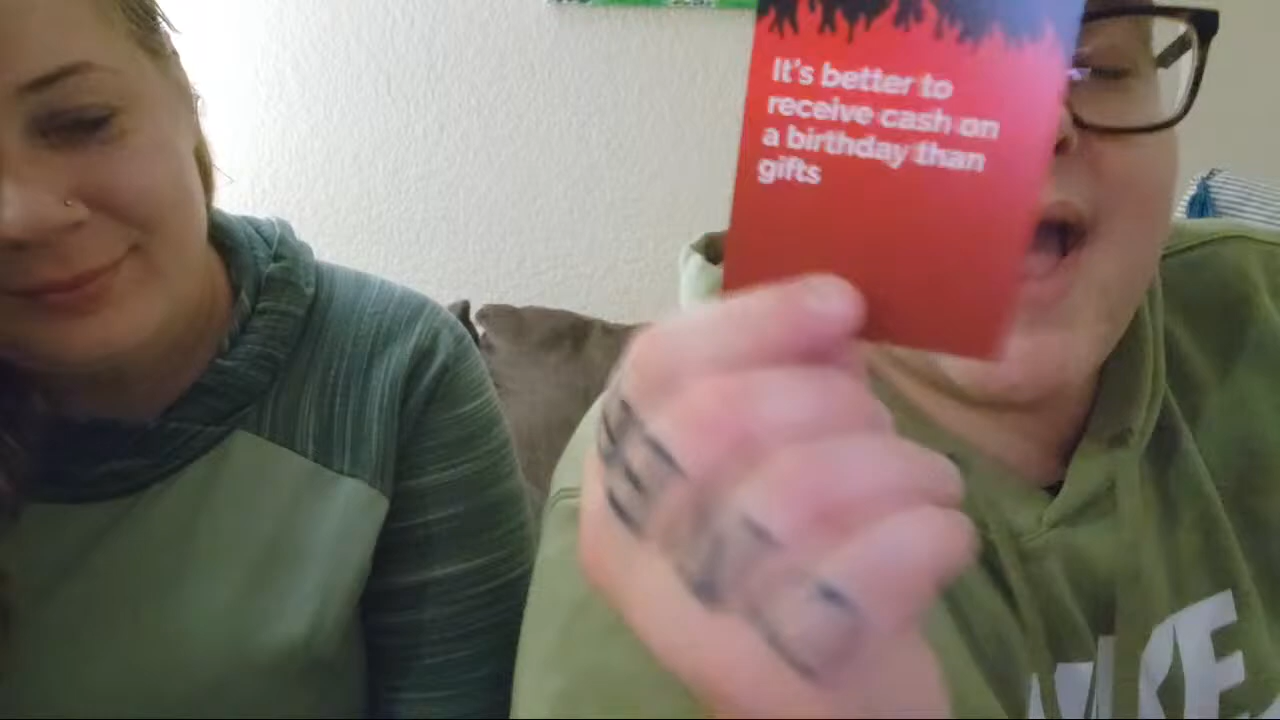 It's better to
receive cash on
a birthday than
gifts